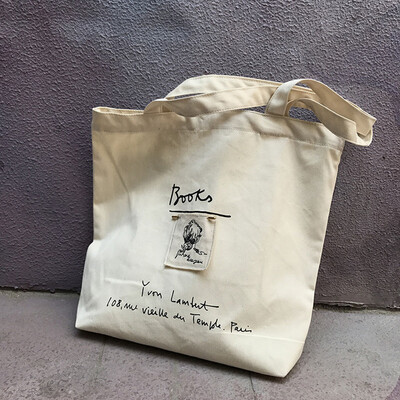 Books
Yvon Lambert
108, rue vieille du Temple. Paris